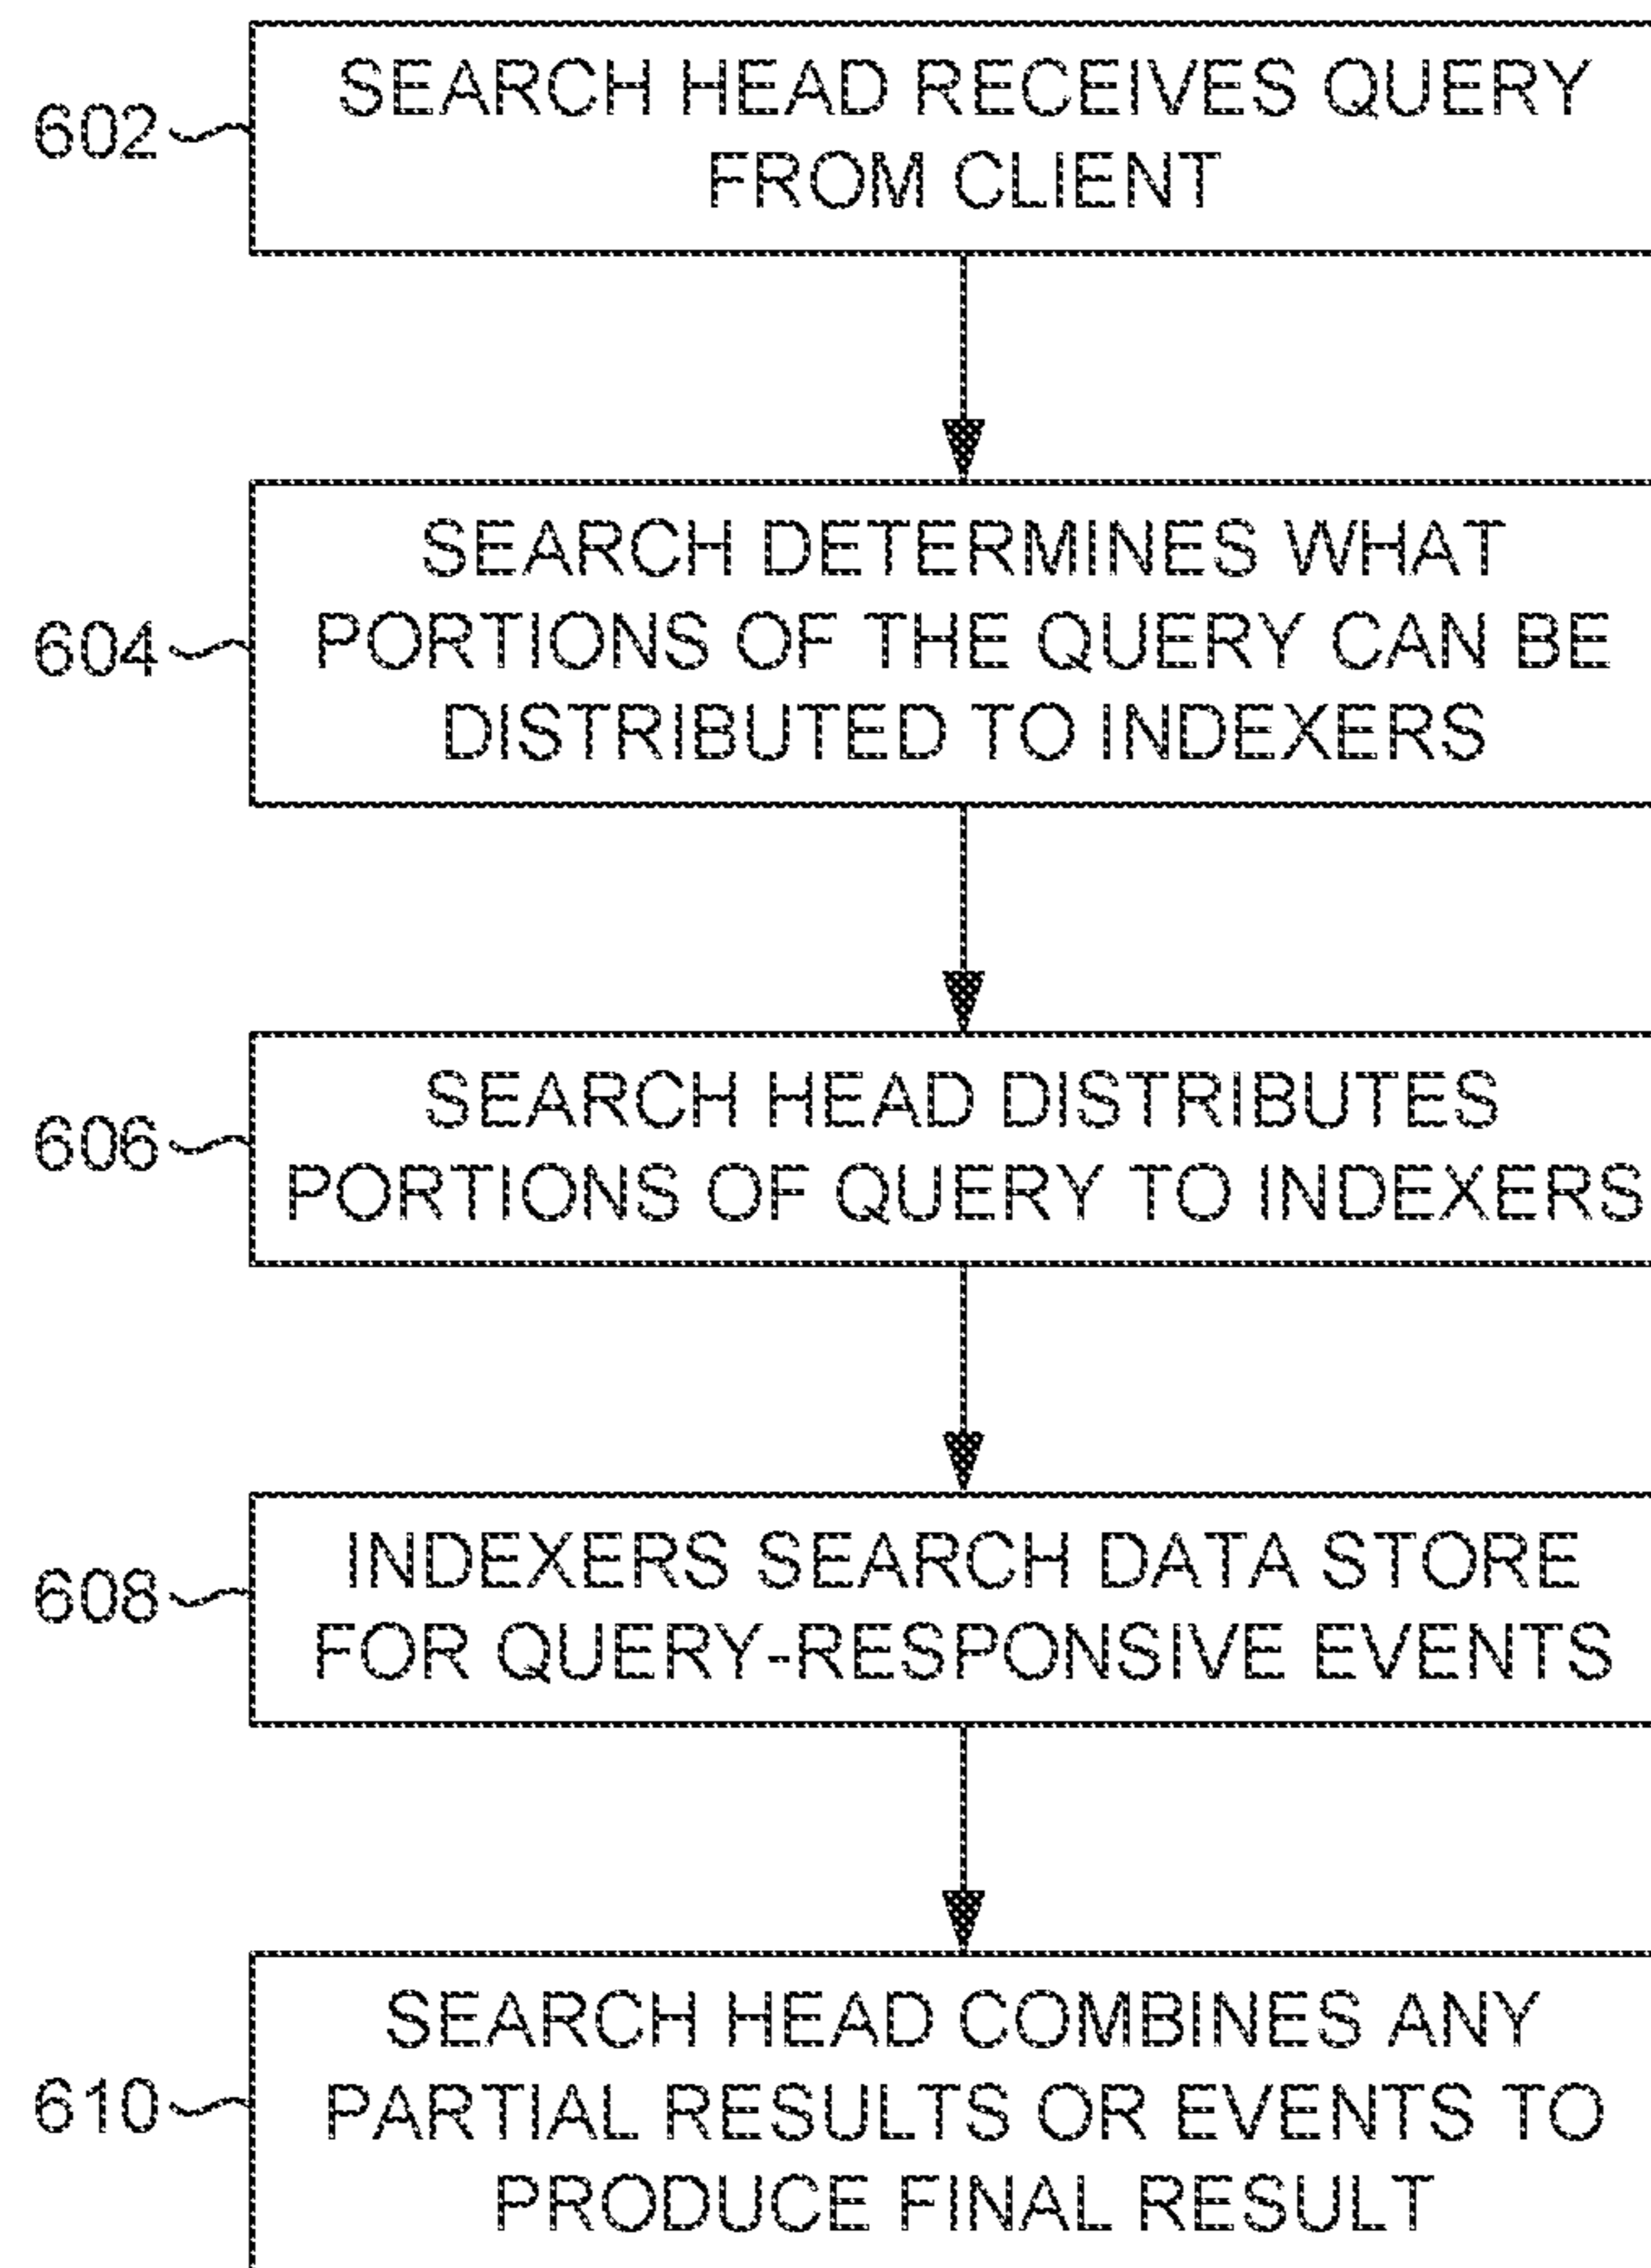 602
SEARCH HEAD RECEIVES QUERY
FROM CLIENT
604
SEARCH DETERMINES WHAT
PORTIONS OF THE QUERY CAN BE
DISTRIBUTED TO INDEXERS
606
SEARCH HEAD DISTRIBUTES
PORTIONS OF QUERY TO INDEXERS
608
INDEXERS SEARCH DATA STORE
FOR QUERY-RESPONSIVE EVENTS
610
SEARCH HEAD COMBINES ANY
PARTIAL RESULTS OR EVENTS TO
PRODUCE FINAL RESULT